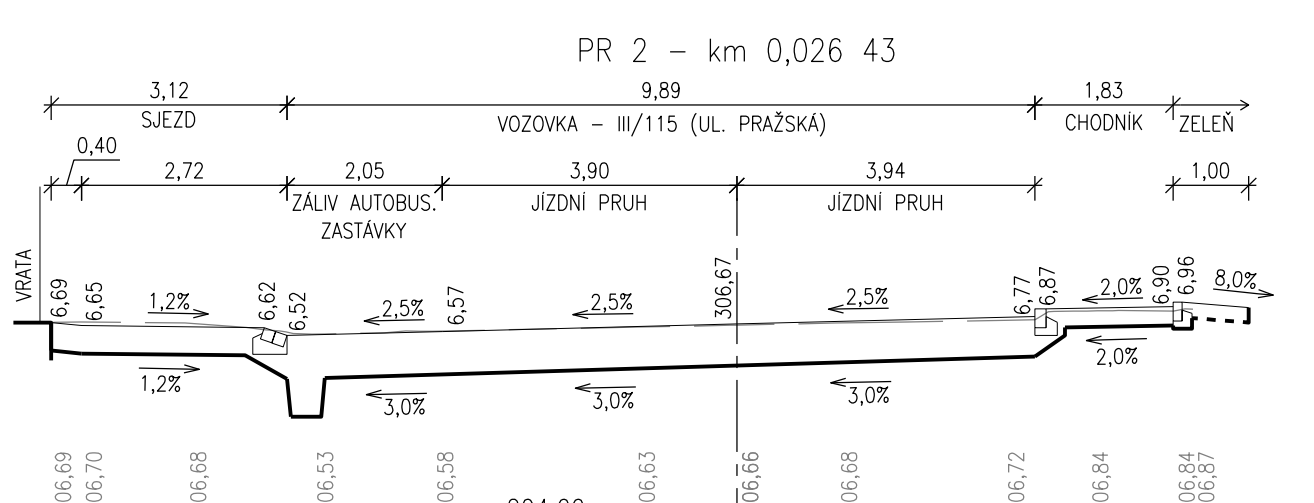 PR 2 – km 0,026 43
3,12 9,89 1,83
SJEZD VOZOVKA – III/115 (UL. PRAŽSKÁ) CHODNÍK ZELEŇ
0,40 2,72 2,05 3,90 3,94 1,00
ZÁLIV AUTOBUS. JÍZDNÍ PRUH JÍZDNÍ PRUH
ZASTÁVKY
VRATA
6,69 6,65 1,2% 6,62 6,52 2,5% 6,57 2,5% 306,67 2,5% 6,77 6,87 2,0% 6,90 6,96 8,0%
1,2% 3,0% 3,0% 3,0% 2,0%
06,69 06,70 06,68 06,53 06,58 06,63 06,66 06,68 06,72 06,84 06,84 06,87